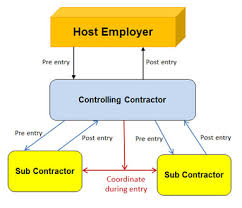 Host Employer
Pre entry
Post entry
Controlling Contractor
Pre entry
Post entry
Pre entry
Post entry
Sub Contractor
Sub Contractor
Coordinate
during entry